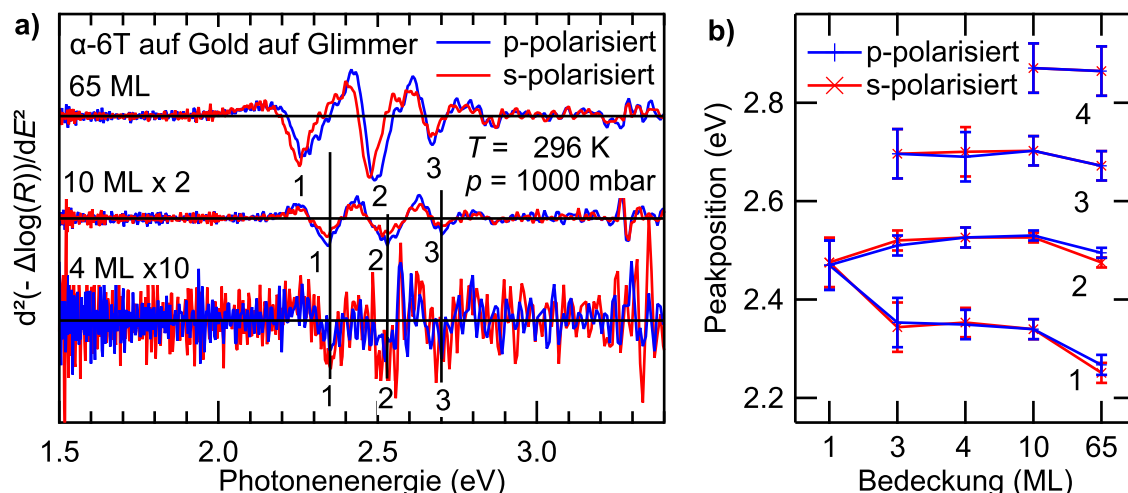 a)
α-6T auf Gold auf Glimmer
p-polarisiert
s-polarisiert
65 ML
T = 296 K
p = 1000 mbar
1
2
3
10 ML x 2
1
2
3
4 ML x10
1
2
3
d²(- Δlog(R))/dE²
1.5 2.0 2.5 3.0
Photonenenergie (eV)
b)
p-polarisiert
s-polarisiert
4
3
2
1
Peakposition (eV)
2.8
2.6
2.4
2.2
1 3 4 10 65
Bedeckung (ML)